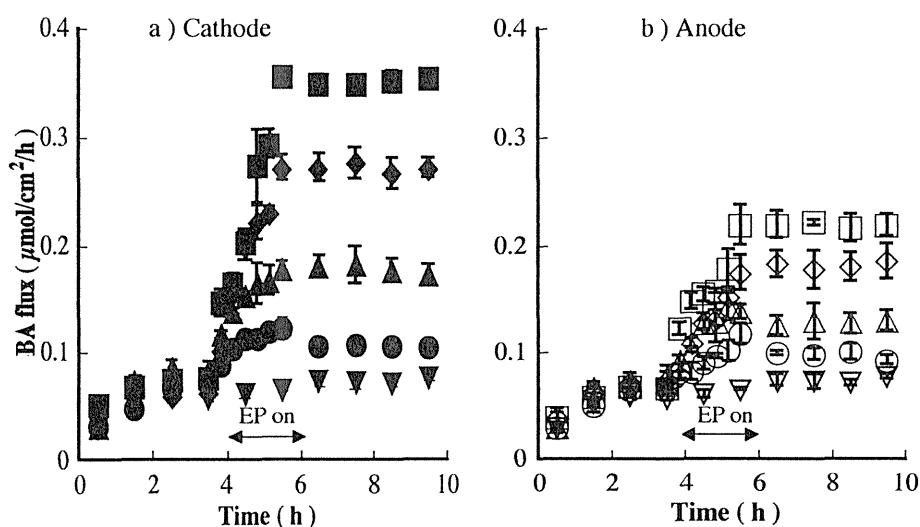 a ) Cathode
0.4
0.3
0.2
0.1
0
BA flux ( μmol/cm²/h )
EP on
0 2 4 6 8 10
Time ( h )
b ) Anode
0.4
0.3
0.2
0.1
0
EP on
0 2 4 6 8 10
Time ( h )